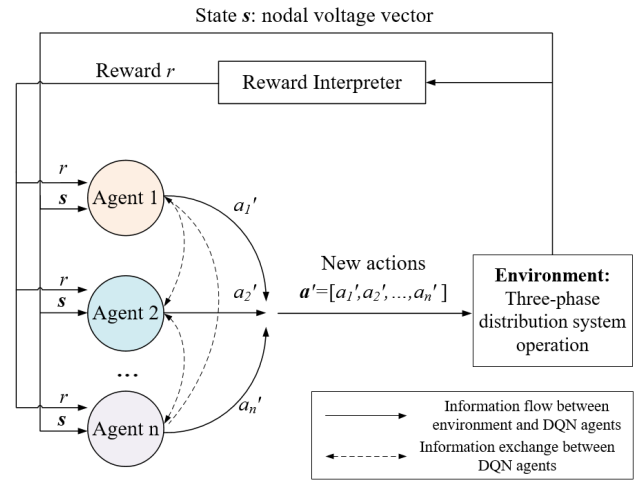 State s: nodal voltage vector
Reward r
Reward Interpreter
r
s
Agent 1
a1'
r
s
Agent 2
a2'
...
r
s
Agent n
an'
New actions
a'=[a1',a2',...,an']
Environment:
Three-phase
distribution system
operation
Information flow between
environment and DQN agents
Information exchange between
DQN agents